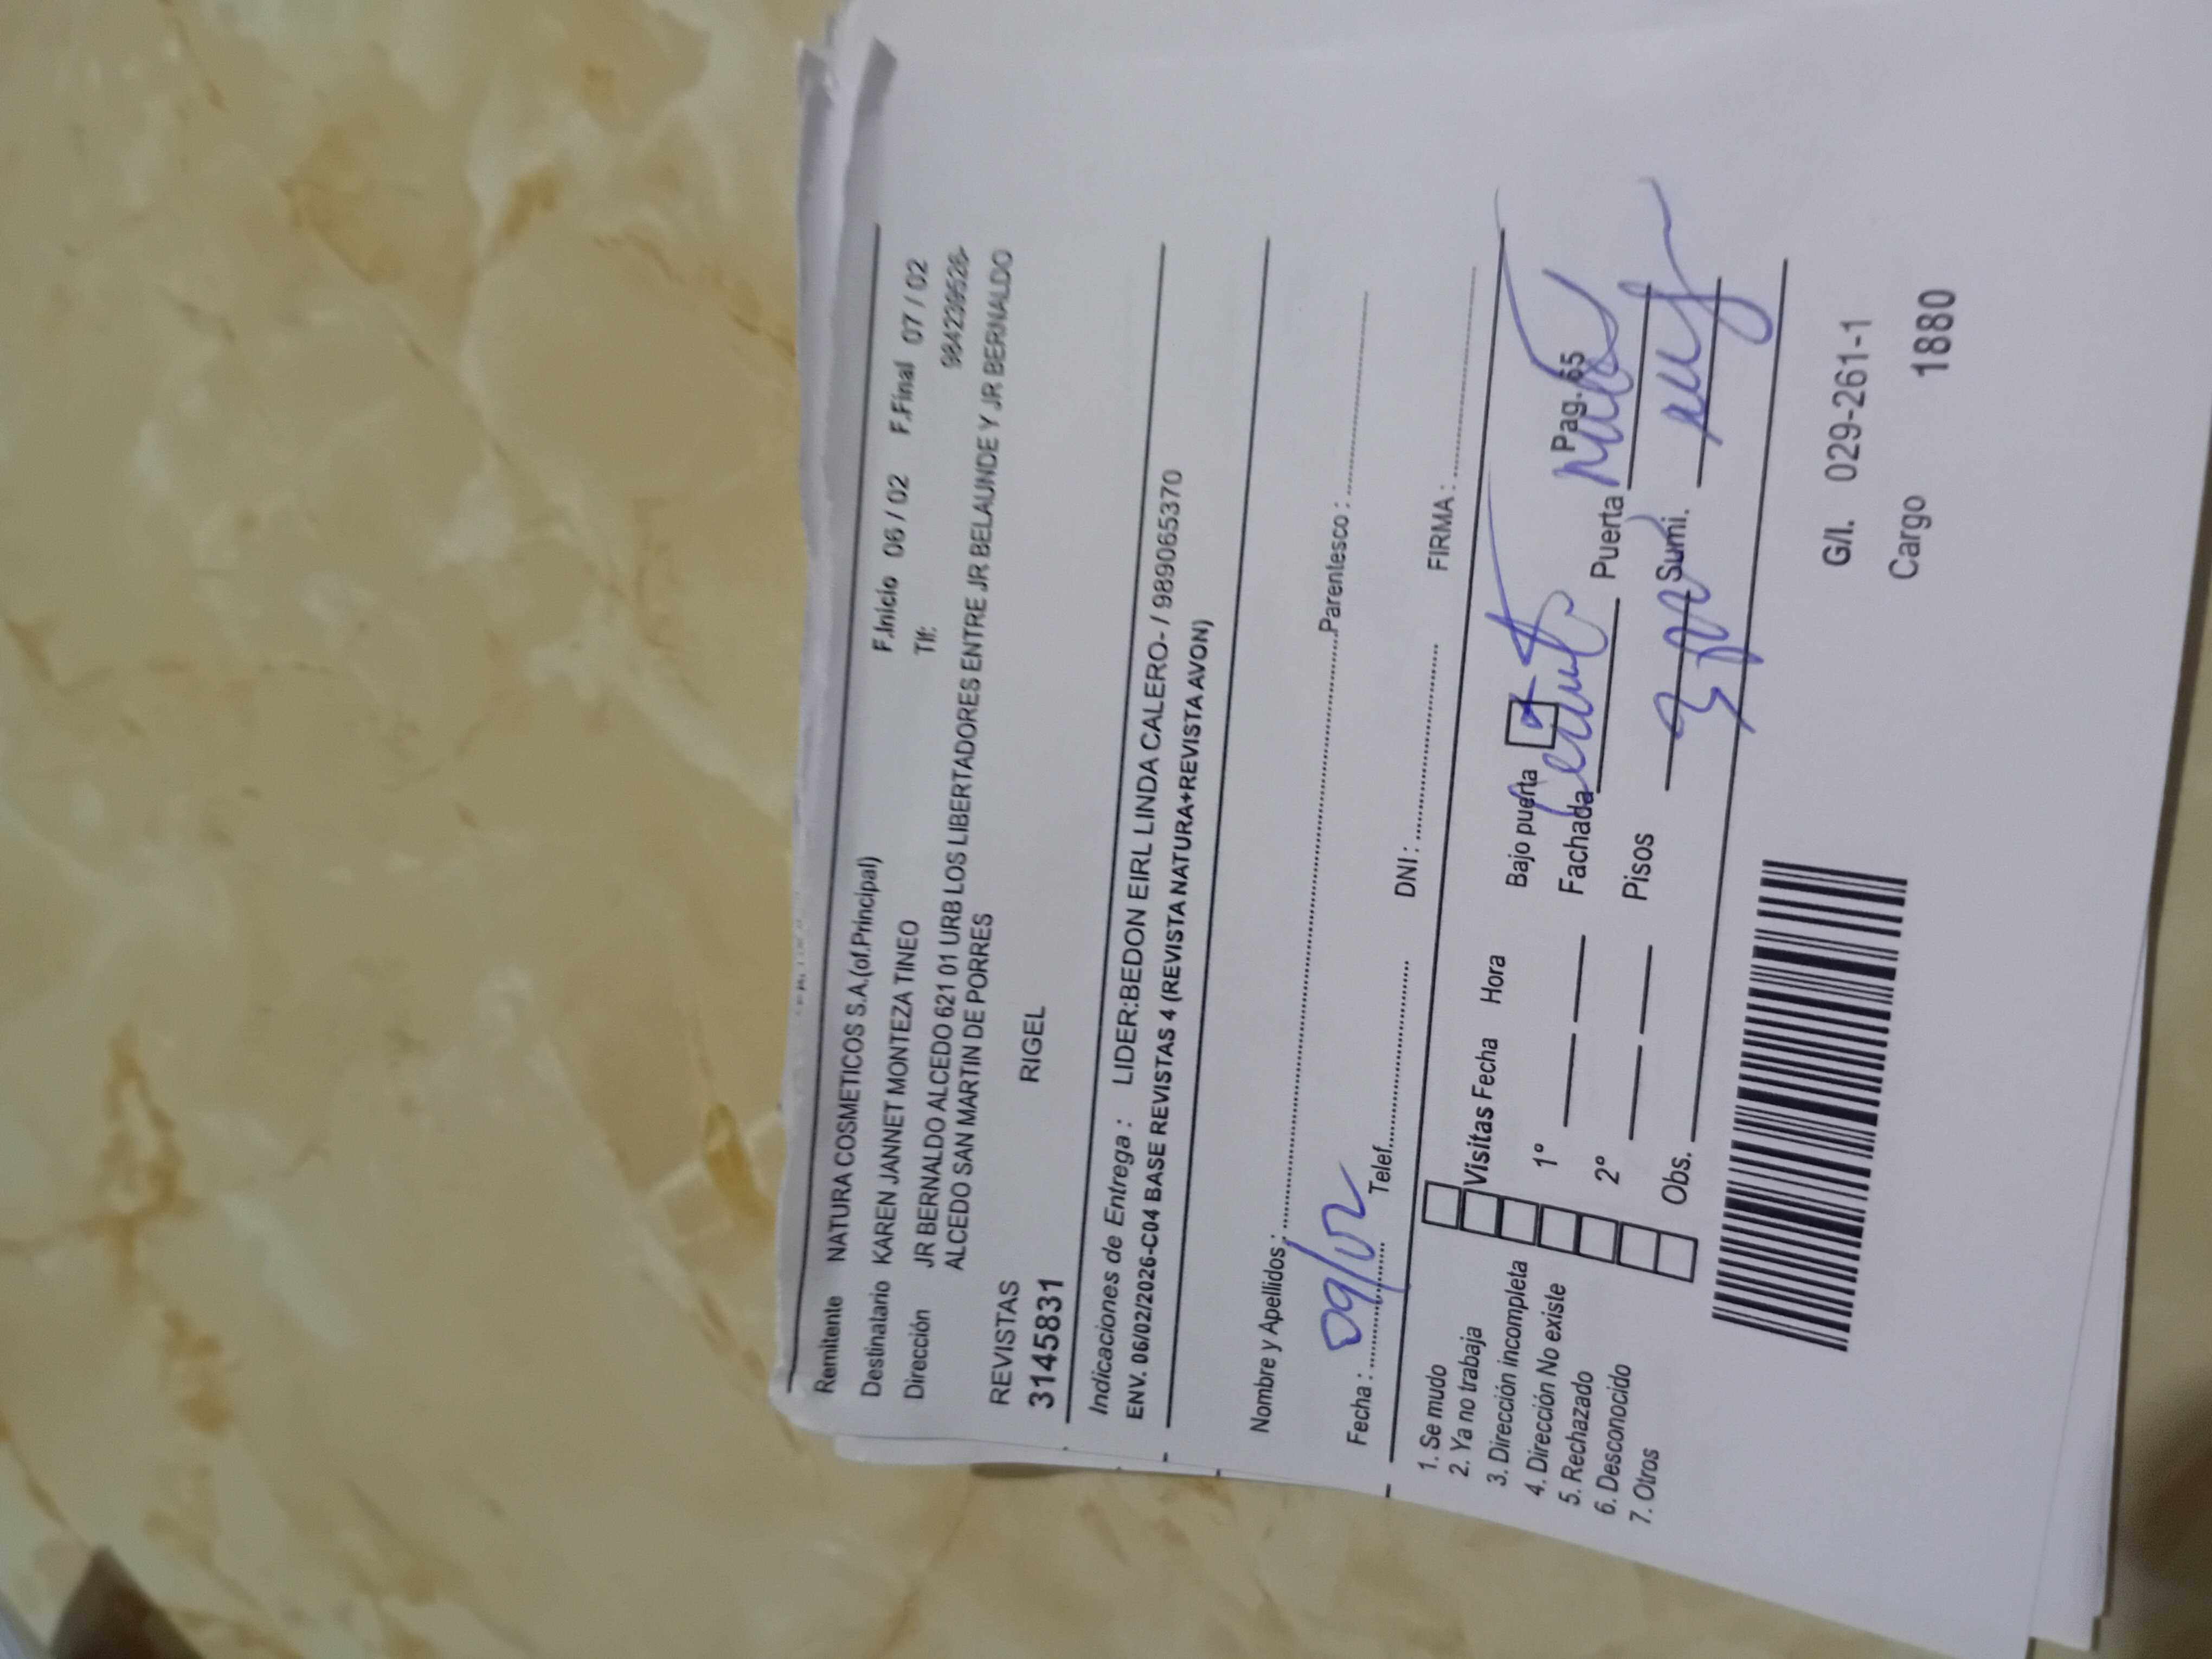 Remitente NATURA COSMETICOS S.A.(of.Principal) F.Inicio 06 / 02 F.Final 07 / 02
Destinatario KAREN JANNET MONTEZA TINEO Tlf:
Dirección JR BERNALDO ALCEDO 621 01 URB LOS LIBERTADORES ENTRE JR BELAUNDE Y JR BERNALDO
ALCEDO SAN MARTIN DE PORRES
REVISTAS RIGEL
3145831
Indicaciones de Entrega : LIDER:BEDON EIRL LINDA CALERO- / 989065370
ENV. 06/02/2026-C04 BASE REVISTAS 4 (REVISTA NATURA+REVISTA AVON)
Nombre y Apellidos : Parentesco :
Fecha : 09/02 Telef. DNI : FIRMA :
1. Se mudo
2. Ya no trabaja
3. Dirección incompleta
4. Dirección No existe
5. Rechazado
6. Desconocido
7. Otros
Visitas Fecha Hora Bajo puerta Pag. 65
1º Fachada Puerta
2º Pisos Sumi.
Obs.
G/I. 029-261-1
Cargo 1880